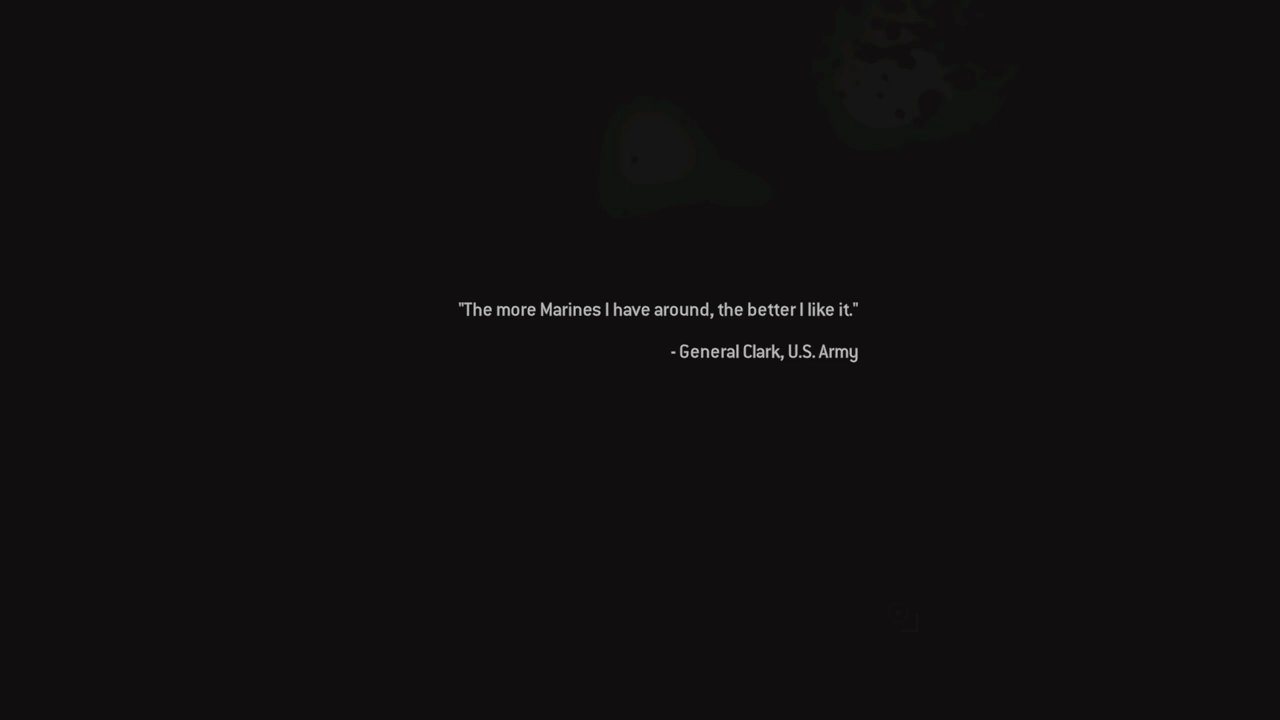 "The more Marines I have around, the better I like it."
- General Clark, U.S. Army